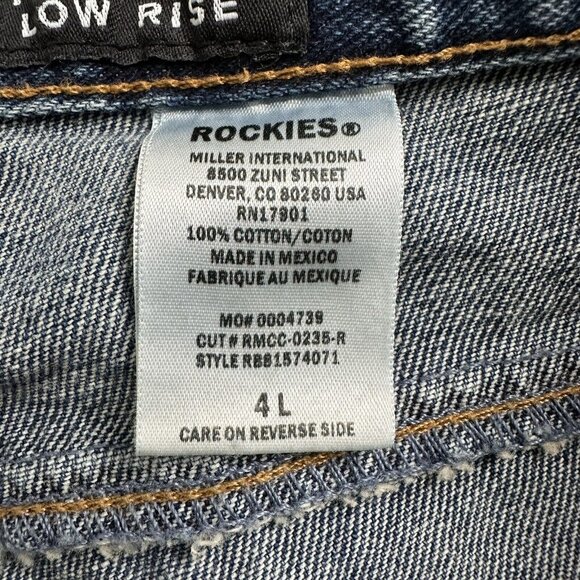 LOW RISE
ROCKIES®
MILLER INTERNATIONAL
8500 ZUNI STREET
DENVER, CO 80260 USA
RN17901
100% COTTON/COTON
MADE IN MEXICO
FABRIQUE AU MEXIQUE
MO# 0004739
CUT # RMCC-0235-R
STYLE RBB1574071
4 L
CARE ON REVERSE SIDE